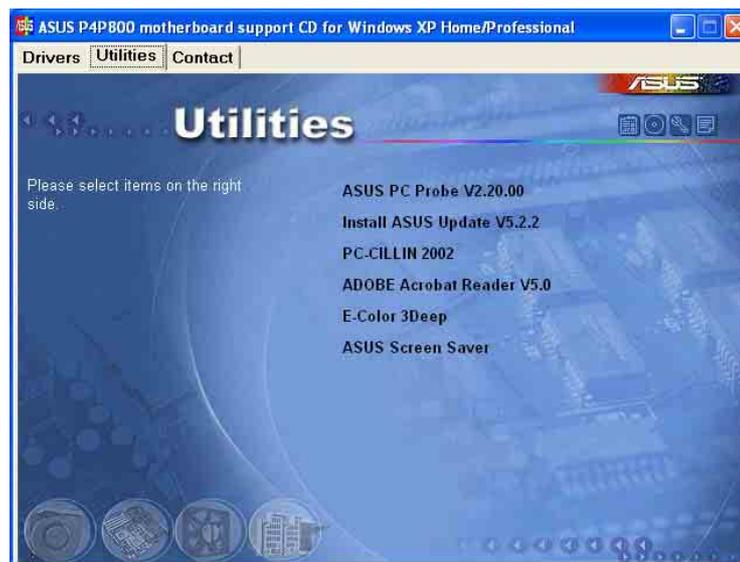 ASUS P4P800 motherboard support CD for Windows XP Home/Professional
Drivers Utilities Contact
ASUS
Utilities
Please select items on the right
side.
ASUS PC Probe V2.20.00
Install ASUS Update V5.2.2
PC-CILLIN 2002
ADOBE Acrobat Reader V5.0
E-Color 3Deep
ASUS Screen Saver